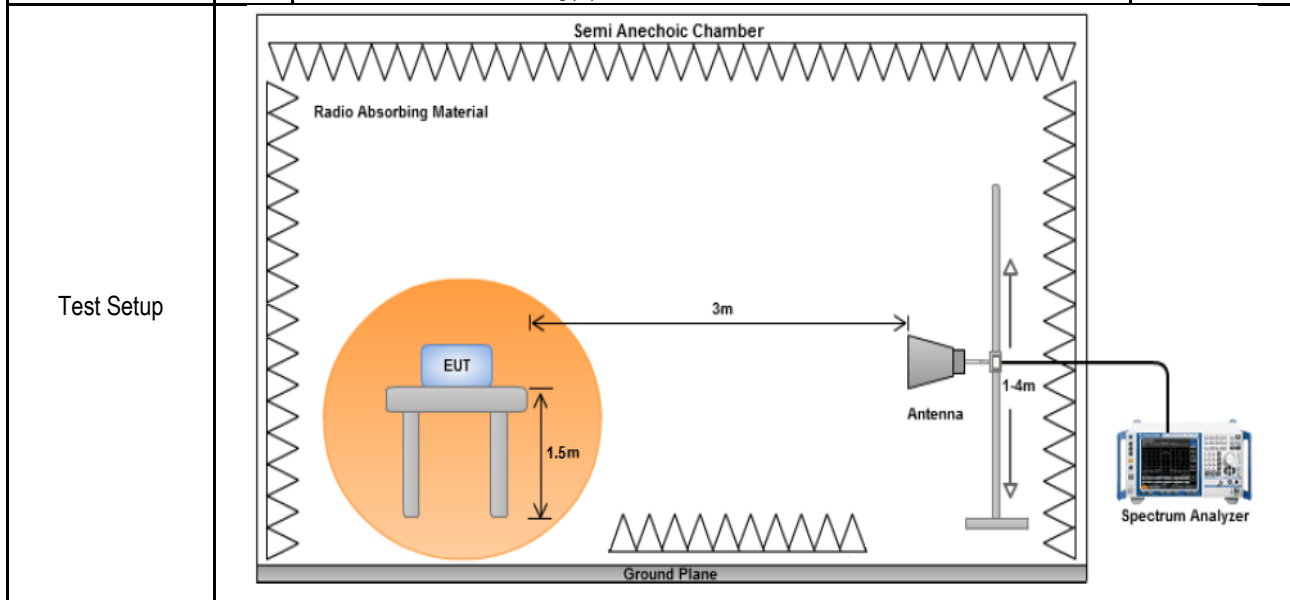 Semi Anechoic Chamber
Radio Absorbing Material
Test Setup
3m
EUT
1-4m
Antenna
1.5m
Spectrum Analyzer
Ground Plane